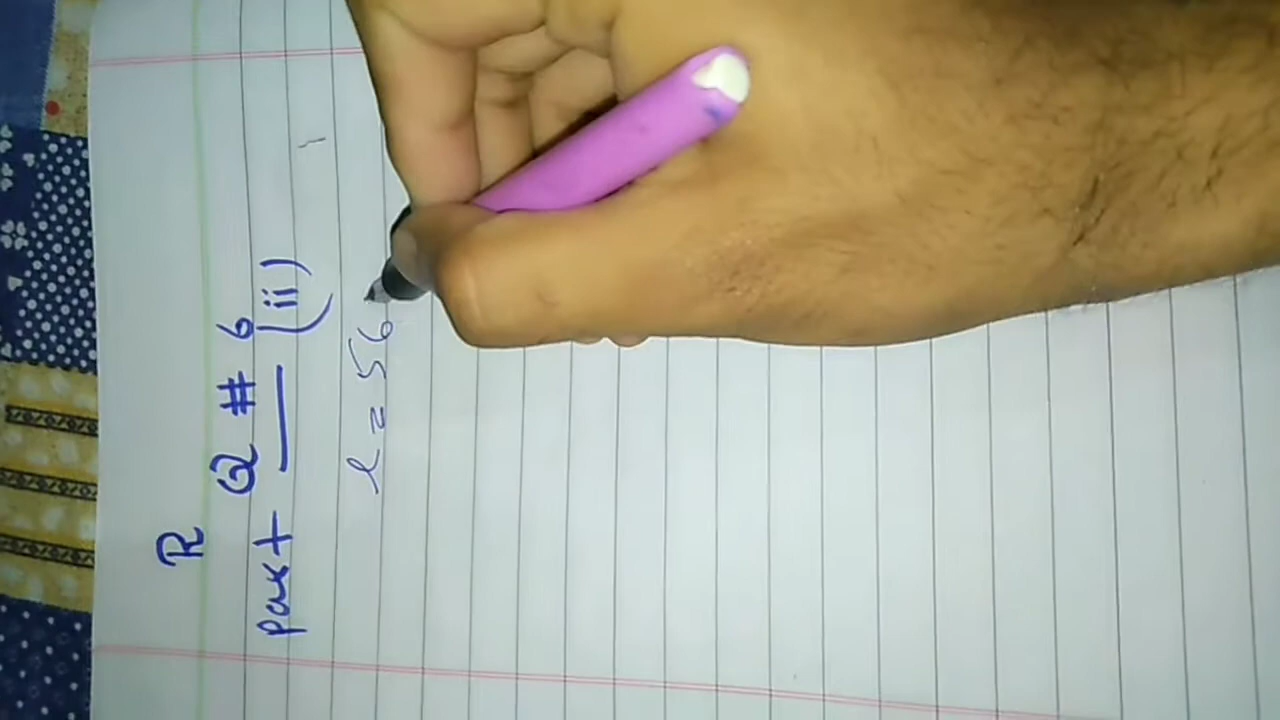 R
Q # 6
part — (ii)
l = 56